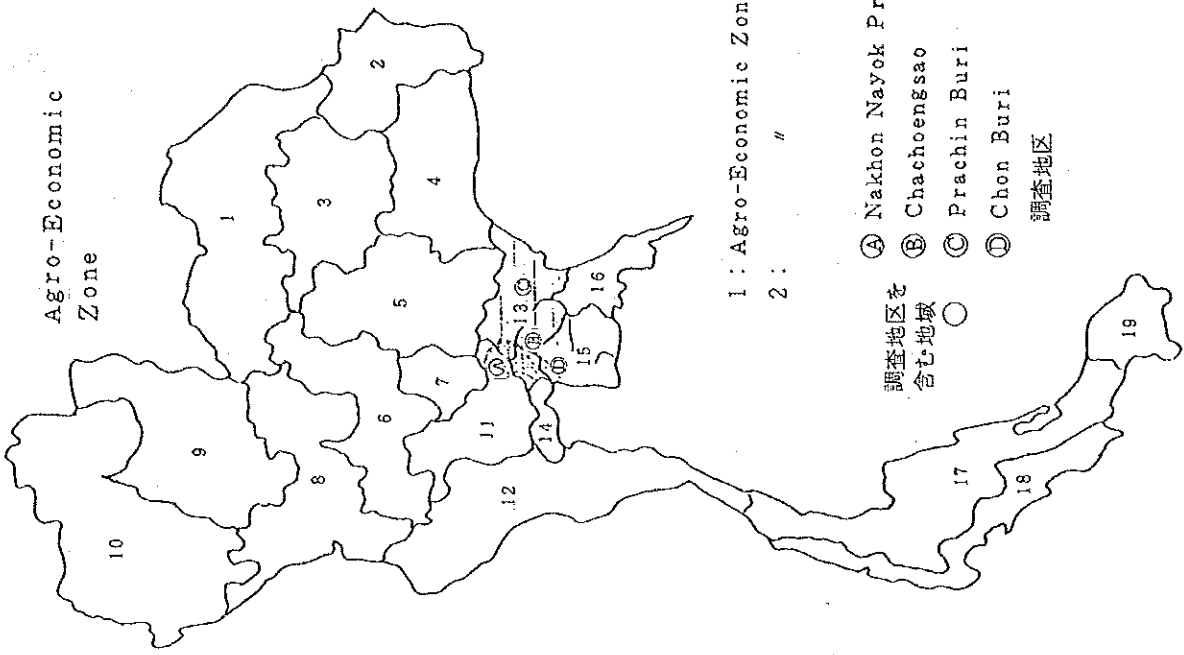 Agro-Economic
Zone
1
2
3
4
5
6
7
8
9
10
11
12
13
14
15
16
17
18
19
Ⓐ
Ⓑ
Ⓒ
Ⓓ
1 : Agro-Economic Zon
2 : 〃
Ⓐ Nakhon Nayok Pr
Ⓑ Chachoengsao
Ⓒ Prachin Buri
Ⓓ Chon Buri
調査地区を
含む地域 ○
調査地区